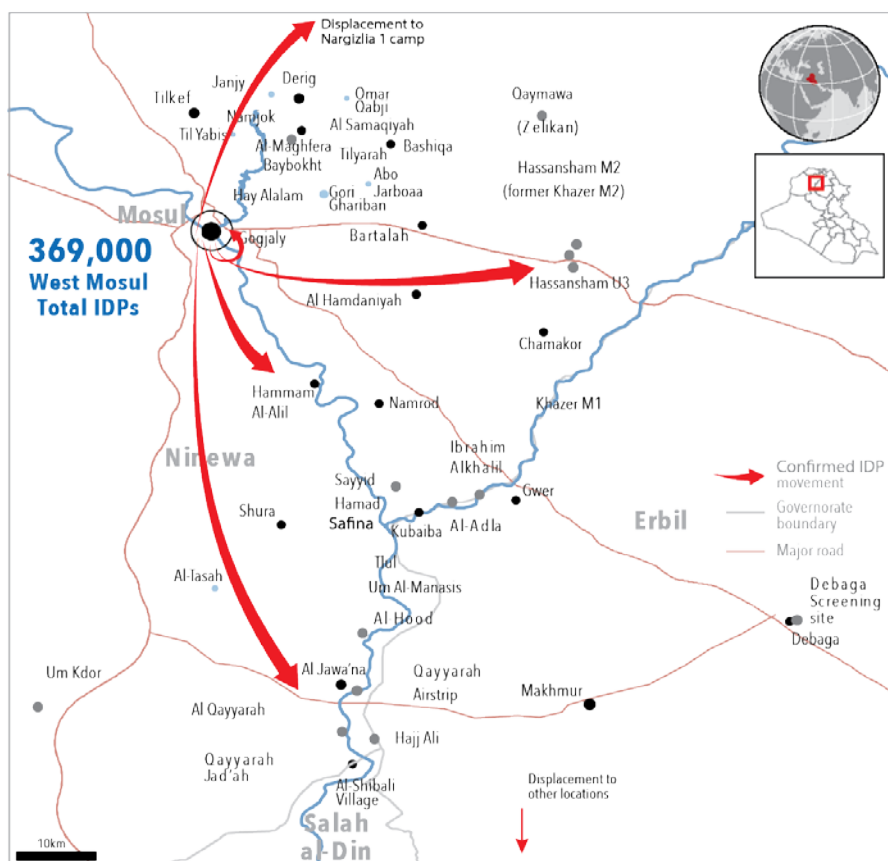 Displacement to
Nargizlia 1 camp
Janjy
Derig
Omar
Qabji
Qaymawa
(Zelikan)
Tilkef
Namjok
Al Samaqiyah
Til Yabis
Al-Maghfera
Baybokht
Tilyarah
Bashiqa
Abo
Jarboaa
Hassansham M2
(former Khazer M2)
Hay Alalam
Gori
Ghariban
Mosul
Gogjaly
Bartalah
369,000
West Mosul
Total IDPs
Hassansham U3
Al Hamdaniyah
Chamakor
Hammam
Al-Alil
Namrod
Khazer M1
Ninewa
Ibrahim
Alkhalil
Sayyid
Hamad
Gwer
Confirmed IDP
movement
Governorate
boundary
Major road
Shura
Safina
Kubaiba
Al-Adla
Erbil
Tlul
Um Al-Manasis
Al-Tasah
Al Hood
Debaga
Screening
site
Debaga
Um Kdor
Al Jawa'na
Qayyarah
Airstrip
Makhmur
Al Qayyarah
Hajj Ali
Qayyarah
Jad'ah
Al-Shibali
Village
Displacement to
other locations
Salah
al-Din
10km